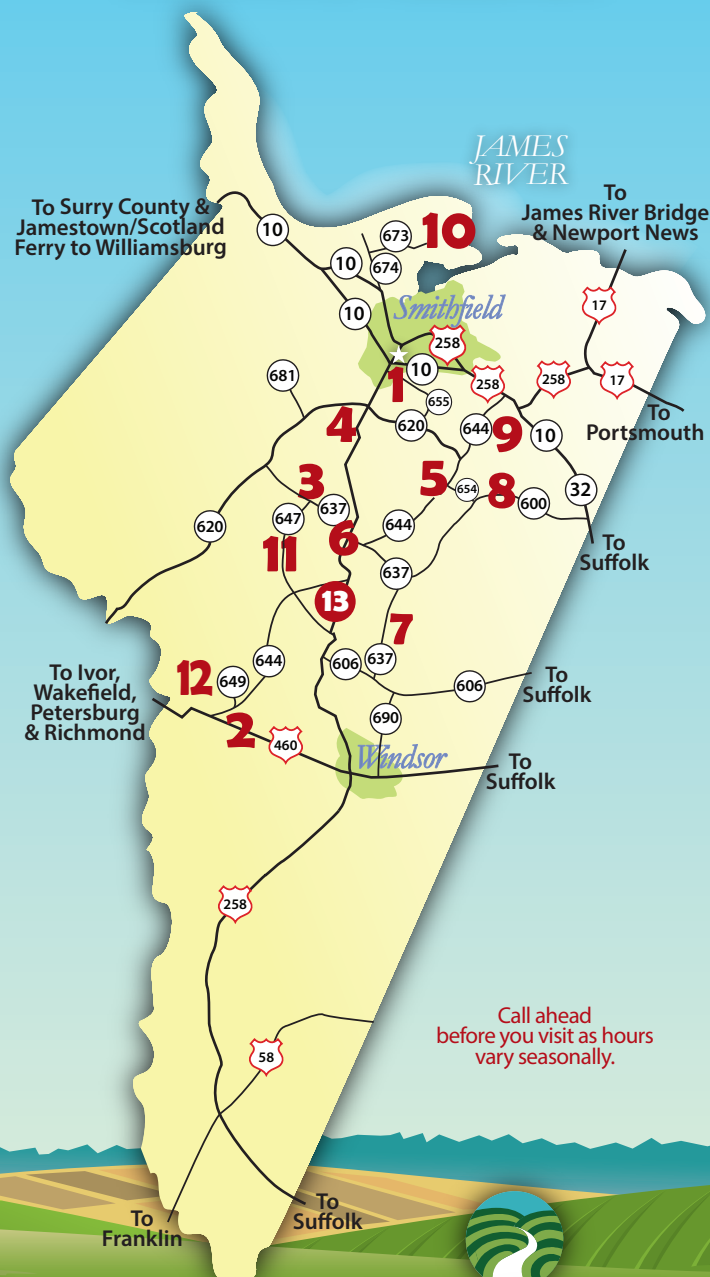 JAMES
RIVER
To Surry County &
Jamestown/Scotland
Ferry to Williamsburg
To
James River Bridge
& Newport News
10
673
10
10
674
10
Smithfield
17
258
1
10
258
258
17
To
Portsmouth
681
655
4
620
644
9
10
3
5
654
8
600
32
620
647
637
6
644
To
Suffolk
11
637
13
7
To Ivor,
Wakefield,
Petersburg
& Richmond
12
649
644
606
637
606
To
Suffolk
2
460
690
Windsor
To
Suffolk
258
Call ahead
before you visit as hours
vary seasonally.
58
To
Franklin
To
Suffolk